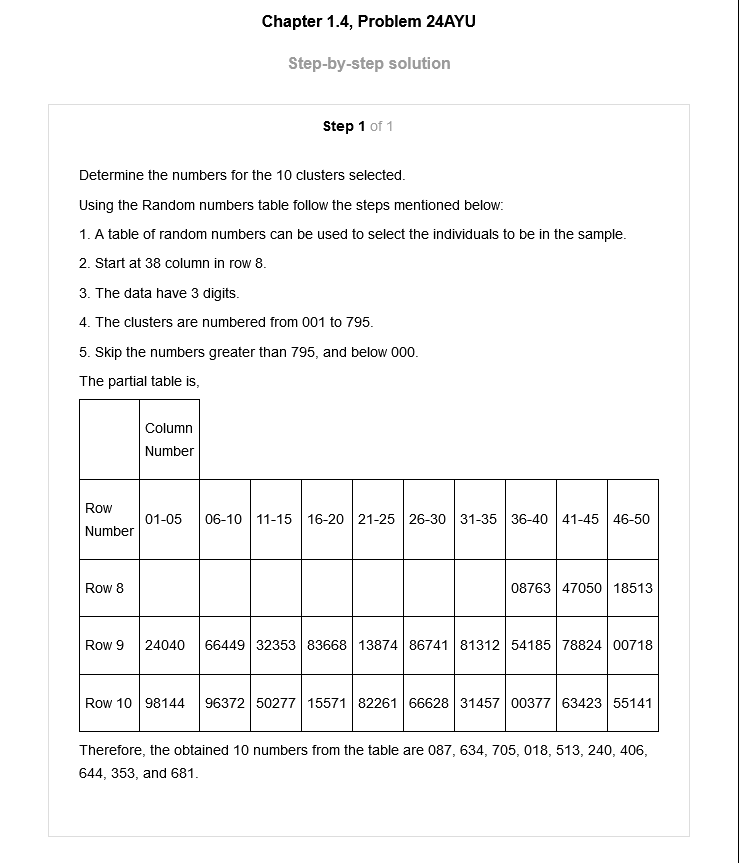 Chapter 1.4, Problem 24AYU
Step-by-step solution
Step 1 of 1
Determine the numbers for the 10 clusters selected.
Using the Random numbers table follow the steps mentioned below:
1. A table of random numbers can be used to select the individuals to be in the sample.
2. Start at 38 column in row 8.
3. The data have 3 digits.
4. The clusters are numbered from 001 to 795.
5. Skip the numbers greater than 795, and below 000.
The partial table is,
Column
Number
Row
Number 01-05 06-10 11-15 16-20 21-25 26-30 31-35 36-40 41-45 46-50
Row 8 08763 47050 18513
Row 9 24040 66449 32353 83668 13874 86741 81312 54185 78824 00718
Row 10 98144 96372 50277 15571 82261 66628 31457 00377 63423 55141
Therefore, the obtained 10 numbers from the table are 087, 634, 705, 018, 513, 240, 406,
644, 353, and 681.